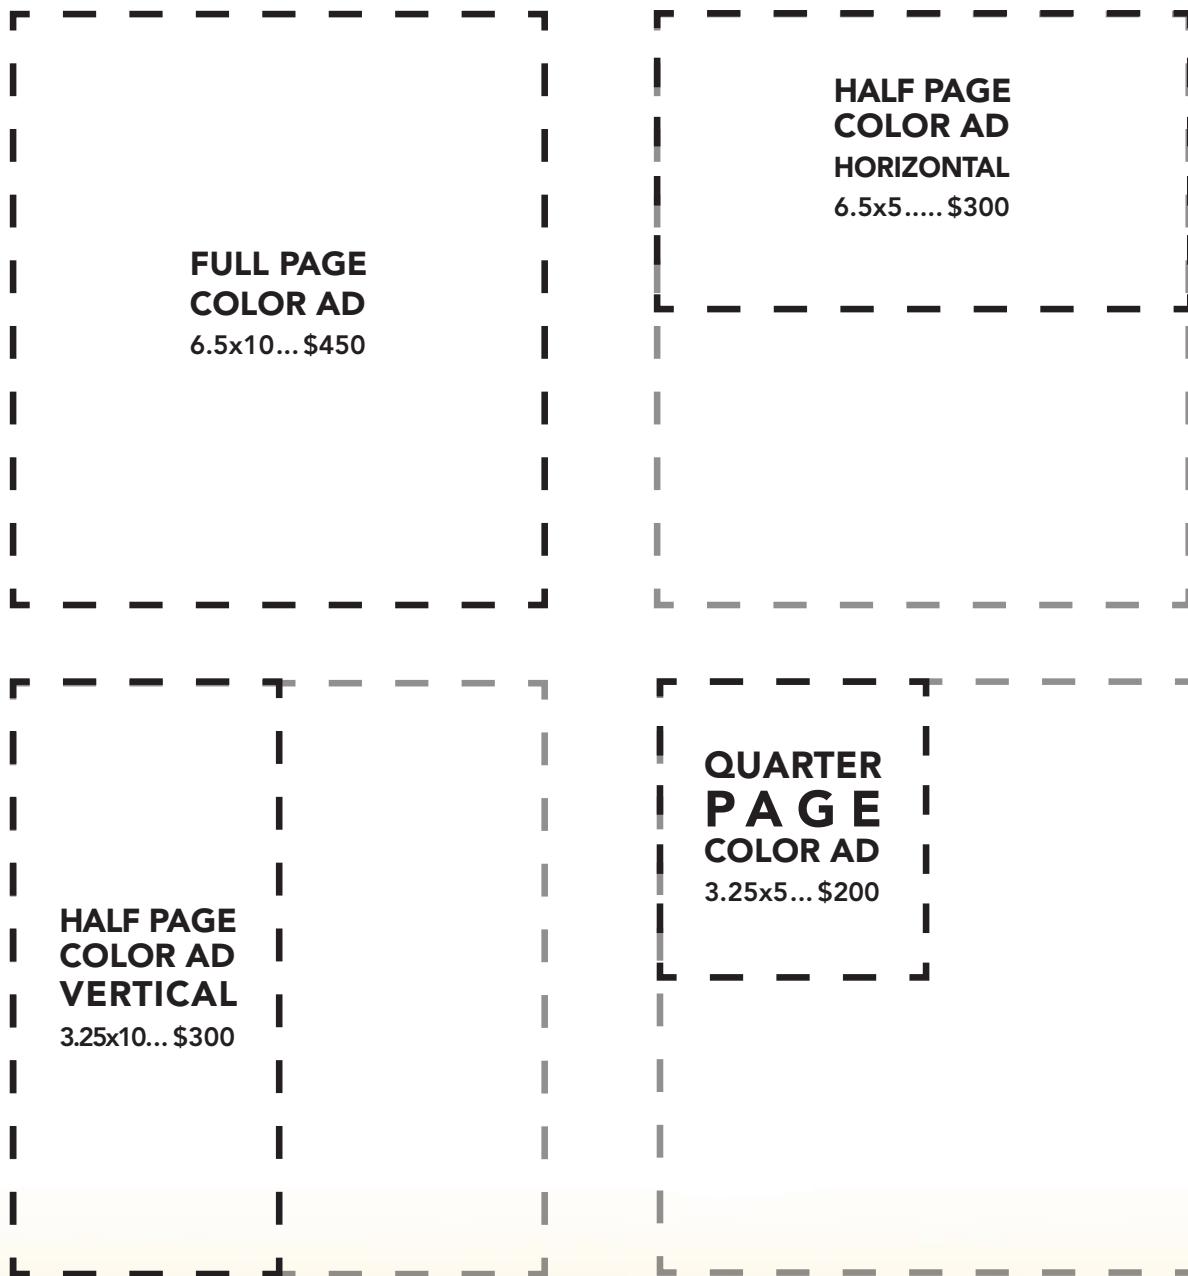 FULL PAGE
COLOR AD
6.5x10... $450
HALF PAGE
COLOR AD
HORIZONTAL
6.5x5..... $300
HALF PAGE
COLOR AD
VERTICAL
3.25x10... $300
QUARTER
PAGE
COLOR AD
3.25x5... $200